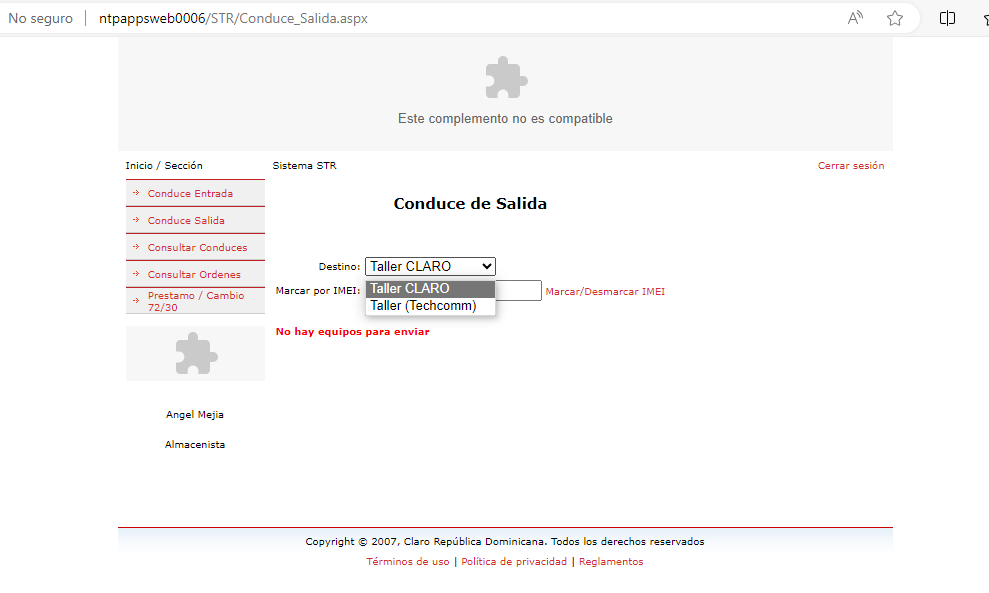 No seguro
ntpappsweb0006/STR/Conduce_Salida.aspx
Este complemento no es compatible
Inicio / Sección
Sistema STR
Cerrar sesión
Conduce Entrada
Conduce Salida
Consultar Conduces
Consultar Ordenes
Prestamo / Cambio
72/30
Angel Mejia
Almacenista
Conduce de Salida
Destino:
Taller CLARO
Marcar por IMEI:
Taller CLARO
Taller (Techcomm)
Marcar/Desmarcar IMEI
No hay equipos para enviar
Copyright © 2007, Claro República Dominicana. Todos los derechos reservados
Términos de uso | Política de privacidad | Reglamentos